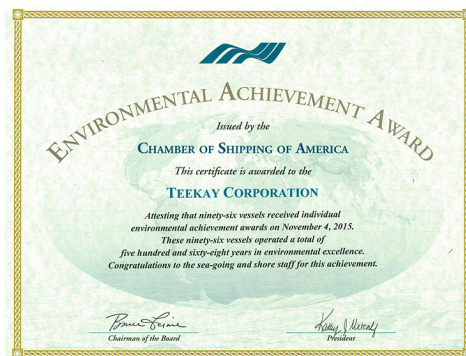 ENVIRONMENTAL ACHIEVEMENT AWARD
Issued by the
CHAMBER OF SHIPPING OF AMERICA
This certificate is awarded to the
TEEKAY CORPORATION
Attesting that ninety-six vessels received individual
environmental achievement awards on November 4, 2015.
These ninety-six vessels operated a total of
five hundred and sixty-eight years in environmental excellence.
Congratulations to the sea-going and shore staff for this achievement.
Kathy J. Metcalf
Chairman of the Board
President